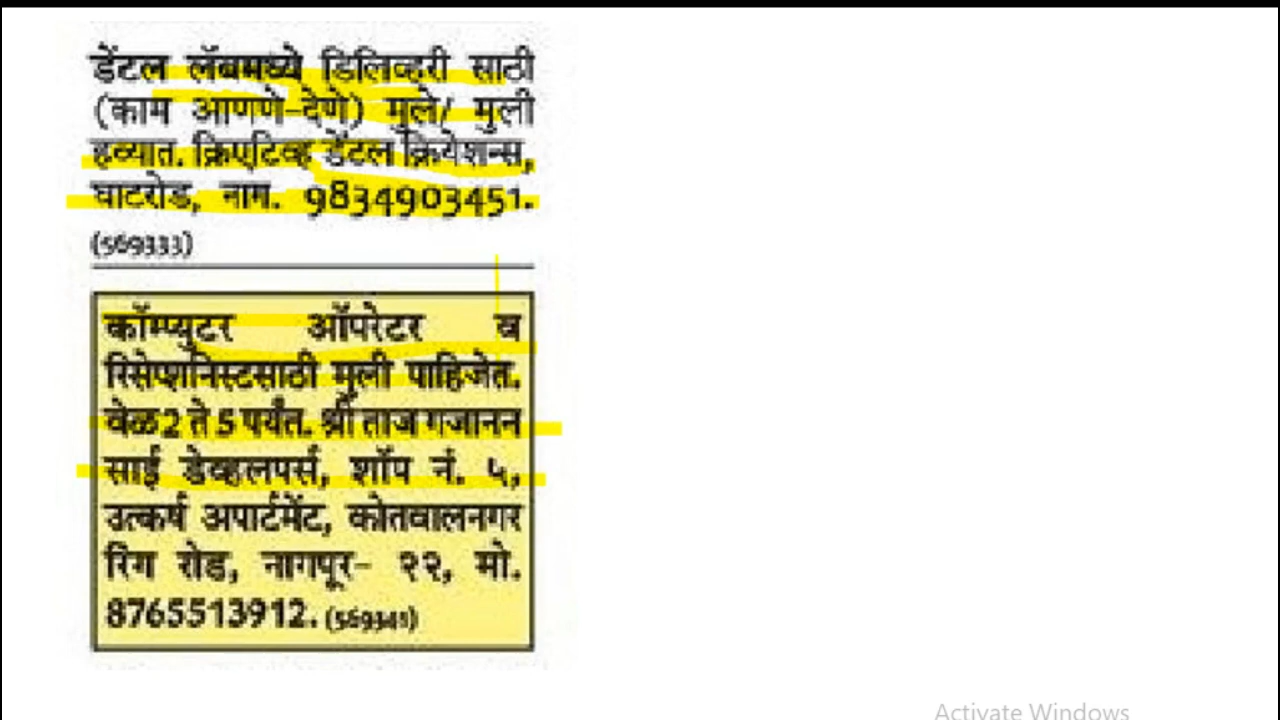 डेंटल लॅबमध्ये डिलिव्हरी साठी
(काम आणणे-देणे) मुले/ मुली
हव्यात. क्रिएटिव्ह डेंटल क्रियेशन्स,
घाटरोड, नाग. 9834903451.
(569333)
कॉम्प्युटर ऑपरेटर व
रिसेप्शनिस्टसाठी मुली पाहिजेत.
वेळ 2 ते 5 पर्यंत. श्री ताज गजानन
साई डेव्हलपर्स, शॉप नं. ५,
उत्कर्ष अपार्टमेंट, कोतवालनगर
रिंग रोड, नागपूर- २२, मो.
8765513912. (569341)
Activate Windows